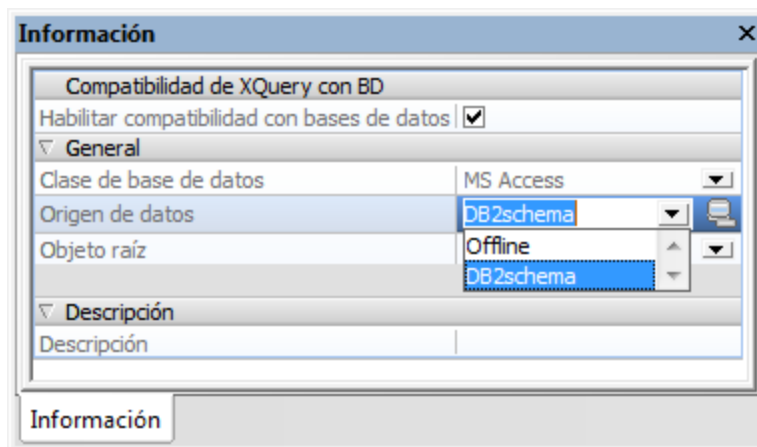 Información
Compatibilidad de XQuery con BD
Habilitar compatibilidad con bases de datos
General
Clase de base de datos MS Access
Origen de datos DB2schema
Offline
Objeto raíz
DB2schema
Descripción
Descripción
Información